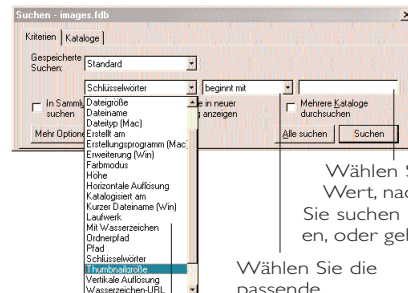 Suchen - images.fdb
Kriterien Kataloge
Gespeicherte Suchen: Standard
Schlüsselwörter beginnt mit
In Samml
suchen
e in neuer
g anzeigen
Mehrere Kataloge
durchsuchen
Mehr Optione
Alle suchen Suchen
Dateigröße
Dateiname
Dateityp (Mac)
Erstellt am
Erstellungsprogramm (Mac)
Erweiterung (Win)
Farbmodus
Höhe
Horizontale Auflösung
Katalogisiert am
Kurzer Dateiname (Win)
Laufwerk
Mit Wasserzeichen
Ordnerpfad
Pfad
Schlüsselwörter
Thumbnailgröße
Vertikale Auflösung
Wasserzeichen-URL
Wählen S
Wert, nac
Sie suchen
en, oder gel
Wählen Sie die
passende